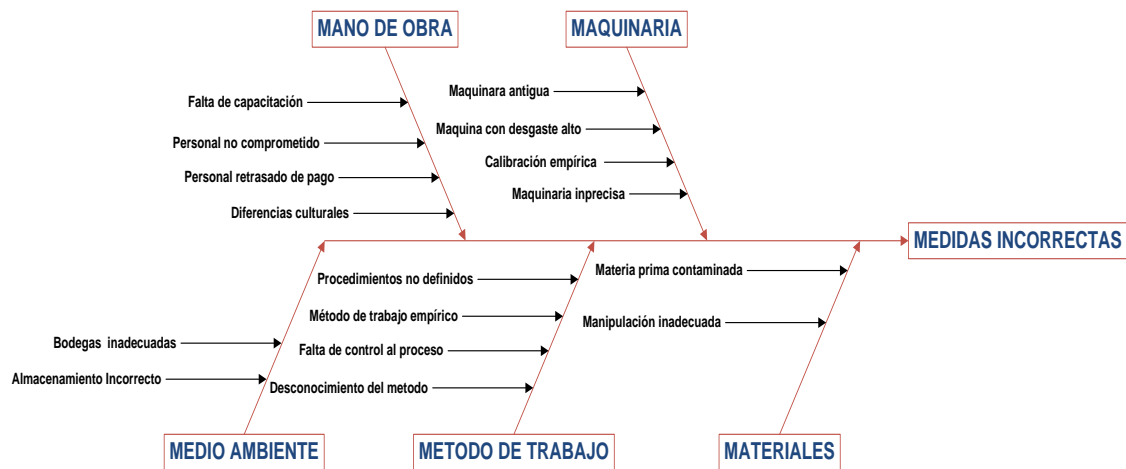 MANO DE OBRA
MAQUINARIA
Falta de capacitación
Personal no comprometido
Personal retrasado de pago
Diferencias culturales
Maquinara antigua
Maquina con desgaste alto
Calibración empírica
Maquinaria inprecisa
MEDIDAS INCORRECTAS
Bodegas inadecuadas
Almacenamiento Incorrecto
Procedimientos no definidos
Método de trabajo empírico
Falta de control al proceso
Desconocimiento del metodo
Materia prima contaminada
Manipulación inadecuada
MEDIO AMBIENTE
METODO DE TRABAJO
MATERIALES